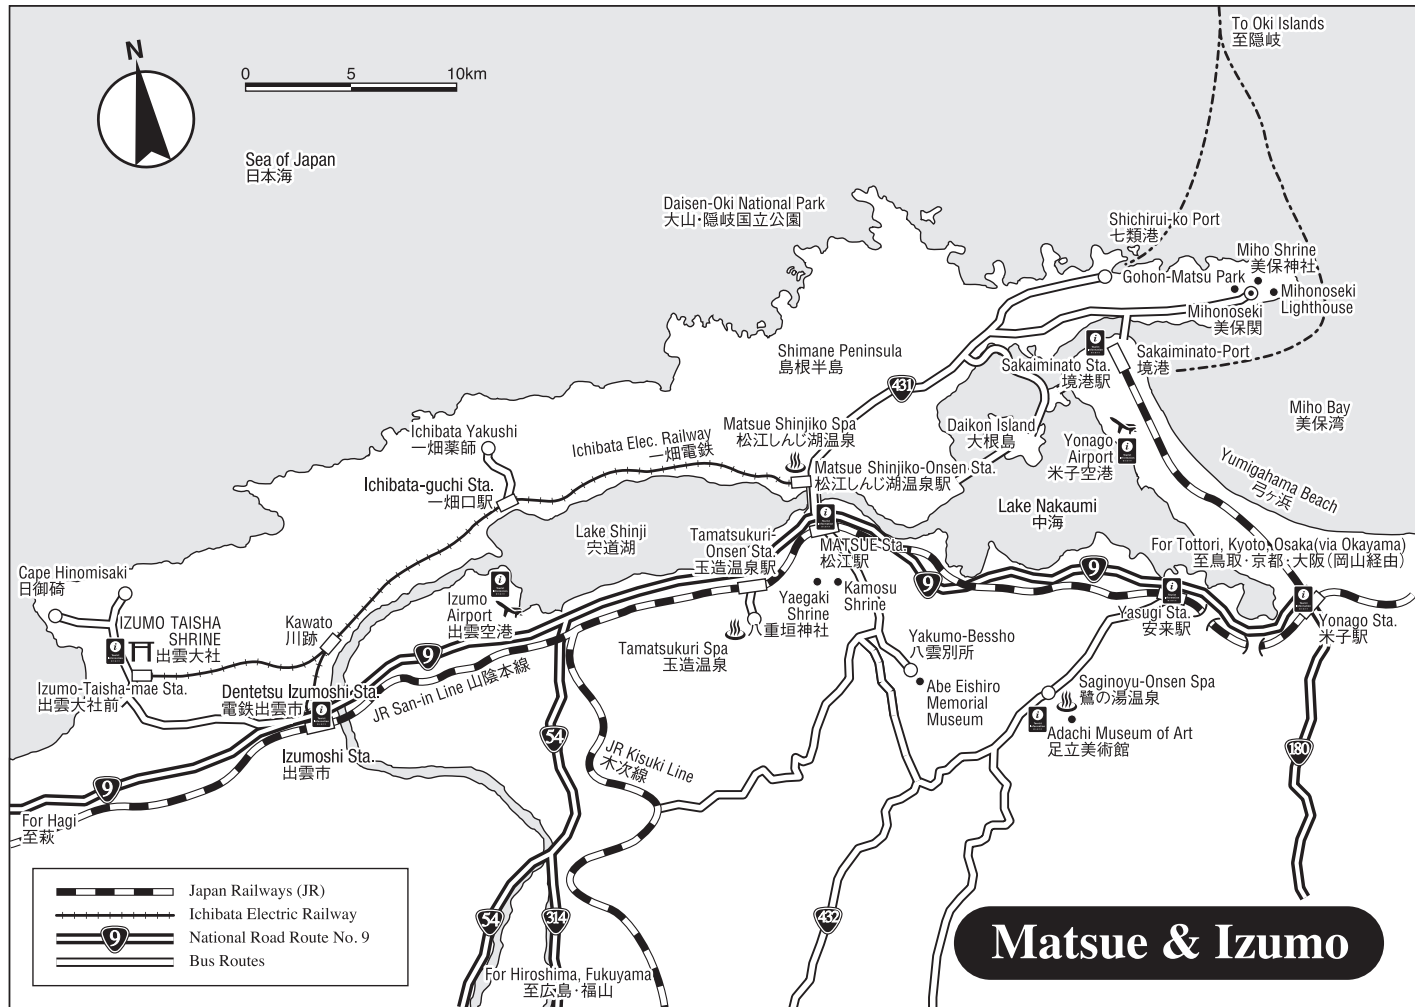 To Oki Islands
至隠岐
N
0 5 10km
Sea of Japan
日本海
Daisen-Oki National Park
大山・隠岐国立公園
Shichirui-ko Port
七類港
Miho Shrine
美保神社
Gohon-Matsu Park
Mihonoseki
Lighthouse
Mihonoseki
美保関
Shimane Peninsula
島根半島
Sakaiminato Sta.
境港駅
Sakaiminato-Port
境港
431
Miho Bay
美保湾
Daikon Island
大根島
Yonago
Airport
米子空港
Yumigahama Beach
弓ヶ浜
Matsue Shinjiko Spa
松江しんじ湖温泉
Ichibata Yakushi
一畑薬師
Ichibata Elec. Railway
一畑電鉄
Matsue Shinjiko-Onsen Sta.
松江しんじ湖温泉駅
Ichibata-guchi Sta.
一畑口駅
Lake Nakaumi
中海
Lake Shinji
宍道湖
Tamatsukuri-
Onsen Sta.
玉造温泉駅
MATSUE Sta.
松江駅
For Tottori, Kyoto, Osaka(via Okayama)
至鳥取・京都・大阪（岡山経由）
9
9
Cape Hinomisaki
日御碕
Izumo
Airport
出雲空港
Yaegaki
Shrine
八重垣神社
Kamosu
Shrine
Yasugi Sta.
安来駅
Yonago Sta.
米子駅
IZUMO TAISHA
SHRINE
出雲大社
Kawato
川跡
Tamatsukuri Spa
玉造温泉
Yakumo-Bessho
八雲別所
9
Izumo-Taisha-mae Sta.
出雲大社前
Dentetsu Izumoshi Sta.
電鉄出雲市
JR San-in Line 山陰本線
Abe Eishiro
Memorial
Museum
Saginoyu-Onsen Spa
鷺の湯温泉
Adachi Museum of Art
足立美術館
54
Izumoshi Sta.
出雲市
JR Kisuki Line
木次線
180
9
For Hagi
至萩
Japan Railways (JR)
Ichibata Electric Railway
9 National Road Route No. 9
Bus Routes
54
314
432
For Hiroshima, Fukuyama
至広島・福山
Matsue & Izumo